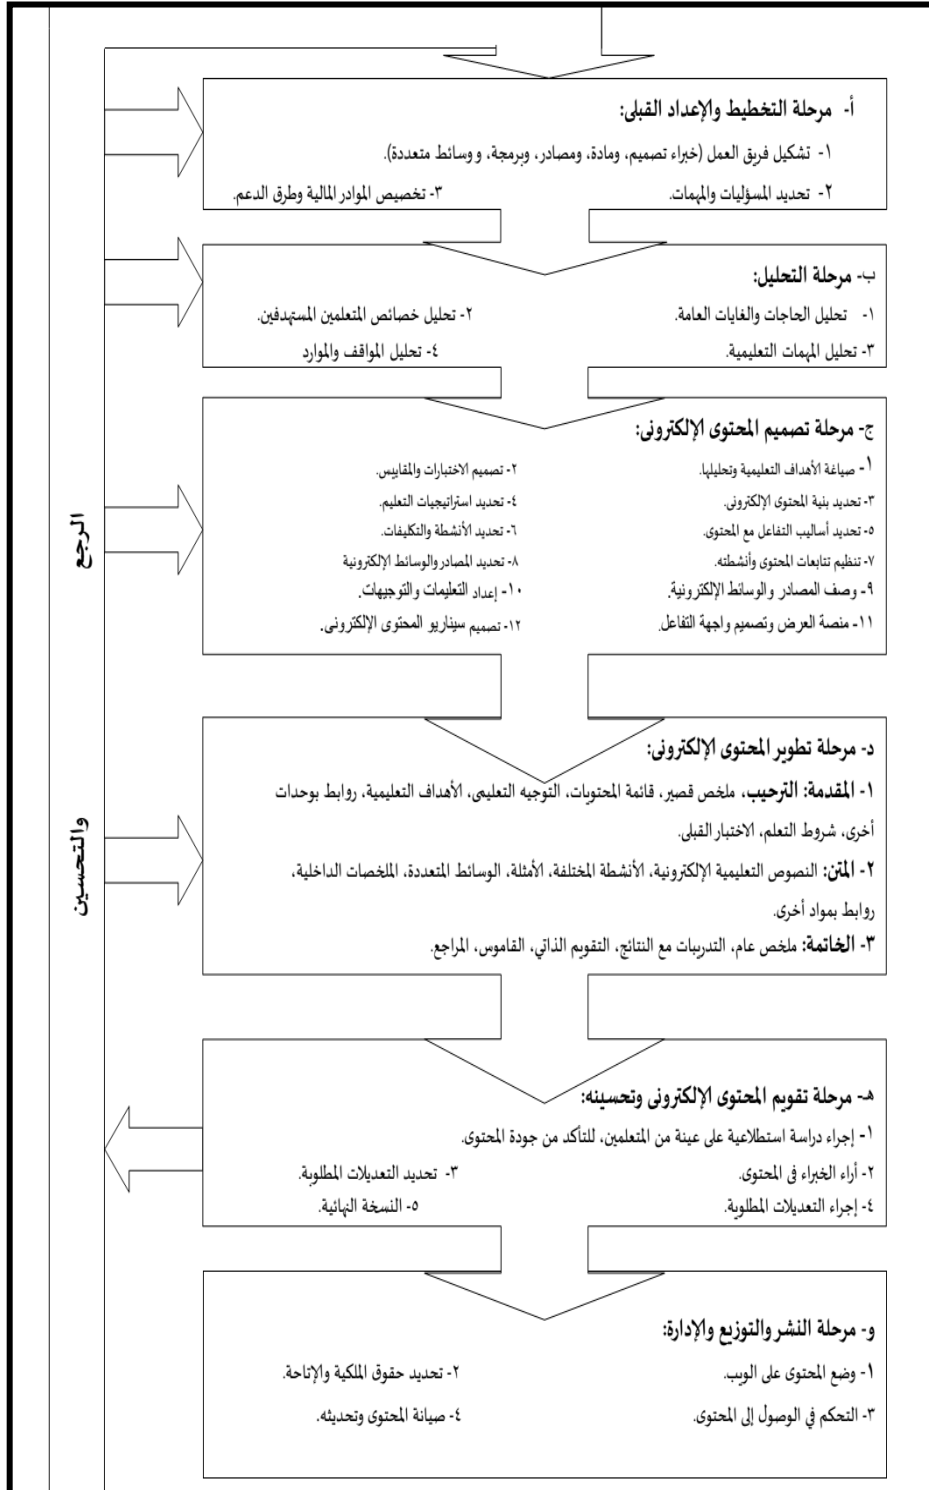 أ- مرحلة التخطيط والإعداد القبلى:
١- تشكيل فريق العمل (خبراء تصميم، ومادة، ومصادر، وبرمجة، و وسائط متعددة).
٢- تحديد المسؤليات والمهمات. ٣- تخصيص الموادر المالية وطرق الدعم.
ب- مرحلة التحليل:
١- تحليل الحاجات والغايات العامة. ٢- تحليل خصائص المتعلمين المستهدفين.
٣- تحليل المهمات التعليمية. ٤- تحليل المواقف والموارد
ج- مرحلة تصميم المحتوى الإلكترونى:
١- صياغة الأهداف التعليمية وتحليلها. ٢- تصميم الاختبارات والمقاييس.
٣- تحديد بنية المحتوى الإلكترونى. ٤- تحديد استراتيجيات التعليم.
٥- تحديد أساليب التفاعل مع المحتوى. ٦- تحديد الأنشطة والتكليفات.
٧- تنظيم تتابعات المحتوى وأنشطته. ٨- تحديد المصادر والوسائط الإلكترونية
٩- وصف المصادر والوسائط الإلكترونية. ١٠- إعداد التعليمات والتوجيهات.
١١- منصة العرض وتصميم واجهة التفاعل. ١٢- تصميم سيناريو المحتوى الإلكترونى.
د- مرحلة تطوير المحتوى الإلكترونى:
١- المقدمة: الترحيب، ملخص قصير، قائمة المحتويات، التوجيه التعليمى، الأهداف التعليمية، روابط بوحدات
أخرى، شروط التعلم، الاختبار القبلى.
٢- المتن: النصوص التعليمية الإلكترونية، الأنشطة المختلفة، الأمثلة، الوسائط المتعددة، الملخصات الداخلية،
روابط بمواد أخرى.
٣- الخاتمة: ملخص عام، التدريبات مع النتائج، التقويم الذاتي، القاموس، المراجع.
هـ- مرحلة تقويم المحتوى الإلكترونى وتحسينه:
١- إجراء دراسة استطلاعية على عينة من المتعلمين، للتأكد من جودة المحتوى.
٢- أراء الخبراء فى المحتوى. ٣- تحديد التعديلات المطلوبة.
٤- إجراء التعديلات المطلوبة. ٥- النسخة النهائية.
و- مرحلة النشر والتوزيع والإدارة:
١- وضع المحتوى على الويب. ٢- تحديد حقوق الملكية والإتاحة.
٣- التحكم في الوصول إلى المحتوى. ٤- صيانة المحتوى وتحديثه.
الرجع
والتحسين